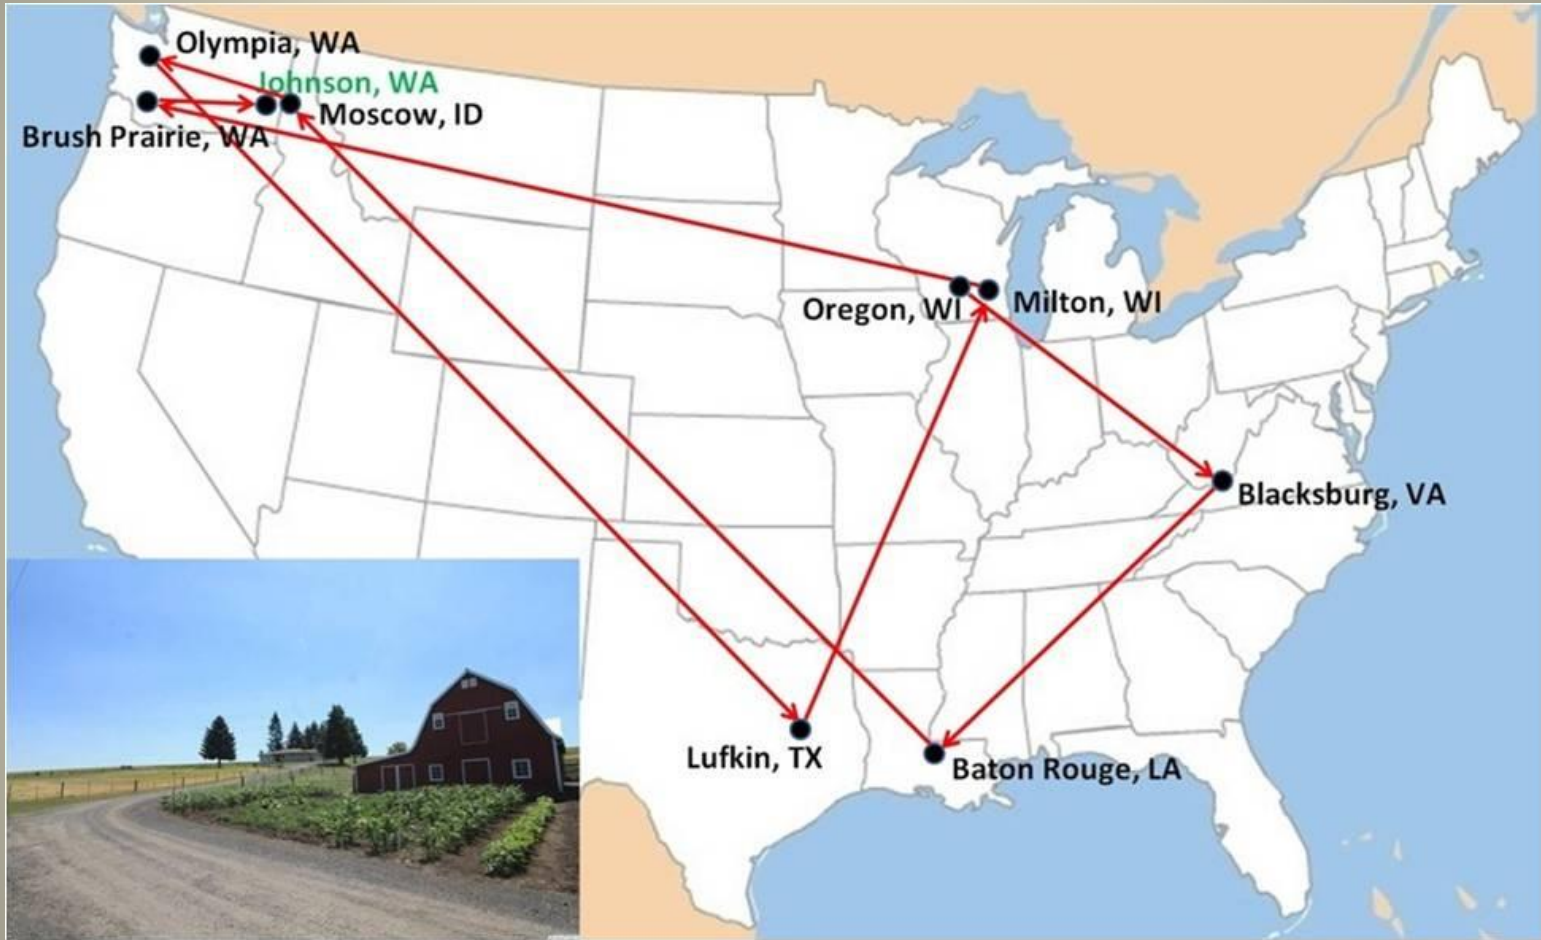 Olympia, WA
Johnson, WA
Moscow, ID
Brush Prairie, WA
Oregon, WI
Milton, WI
Blacksburg, VA
Lufkin, TX
Baton Rouge, LA